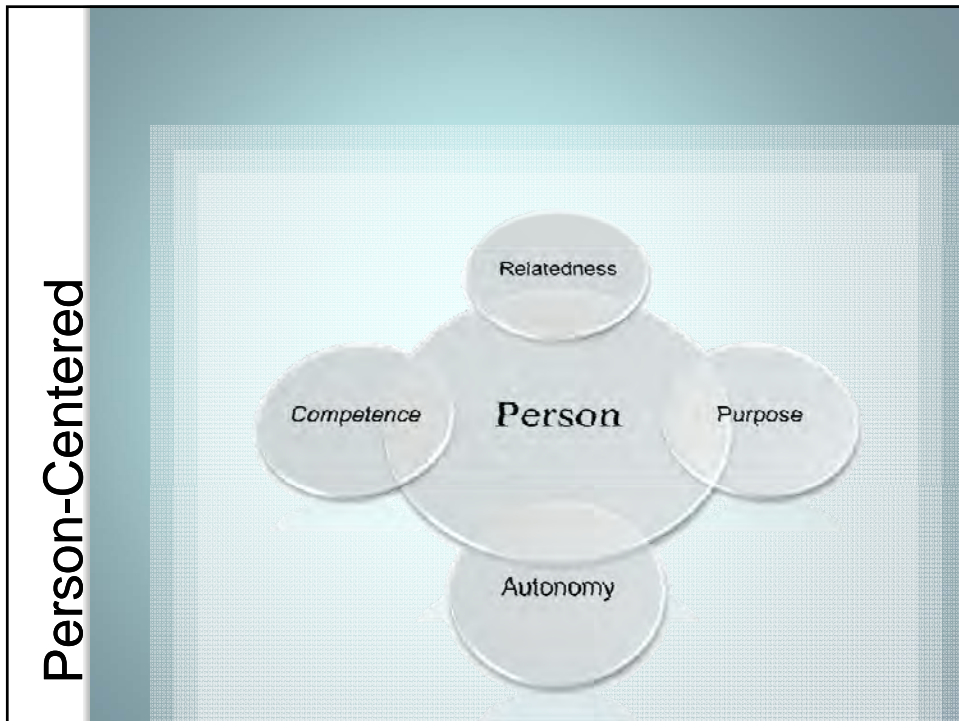 Person-Centered
Relatedness
Competence
Person
Purpose
Autonomy